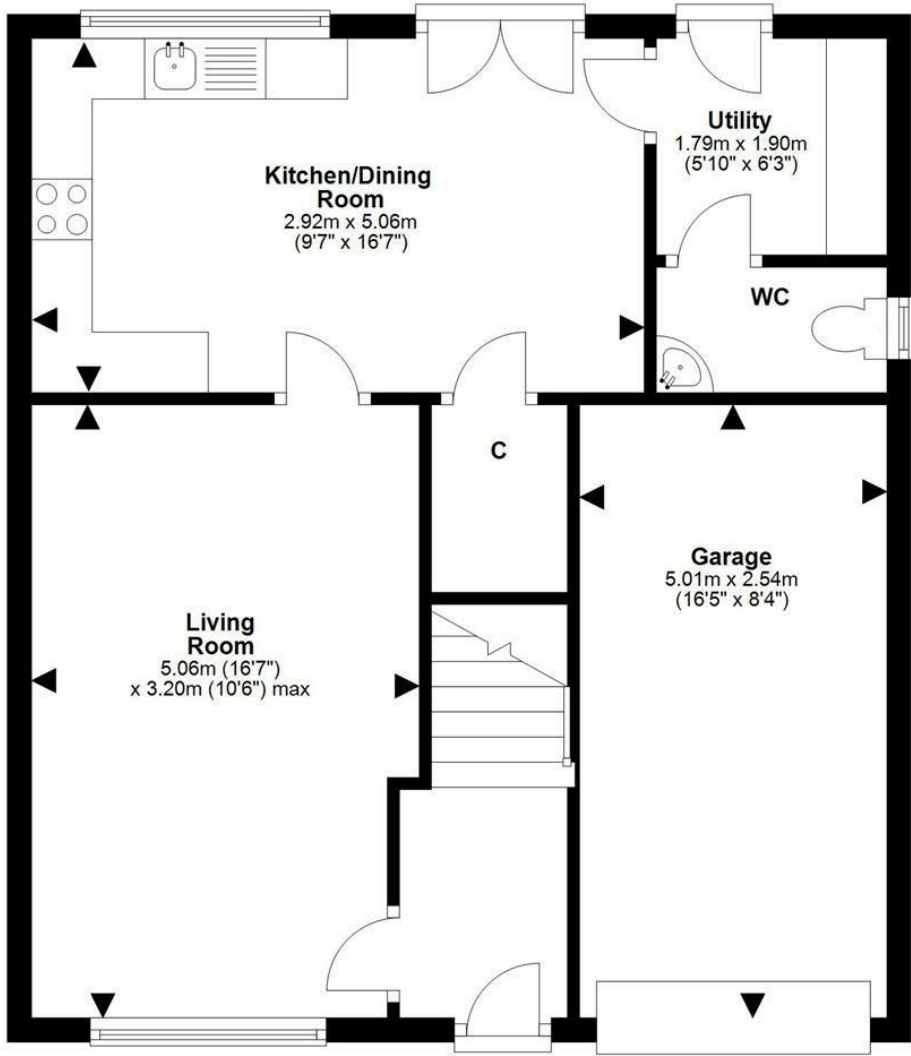 Kitchen/Dining
Room
2.92m x 5.06m
(9'7" x 16'7")
Utility
1.79m x 1.90m
(5'10" x 6'3")
WC
C
Living
Room
5.06m (16'7")
x 3.20m (10'6") max
Garage
5.01m x 2.54m
(16'5" x 8'4")